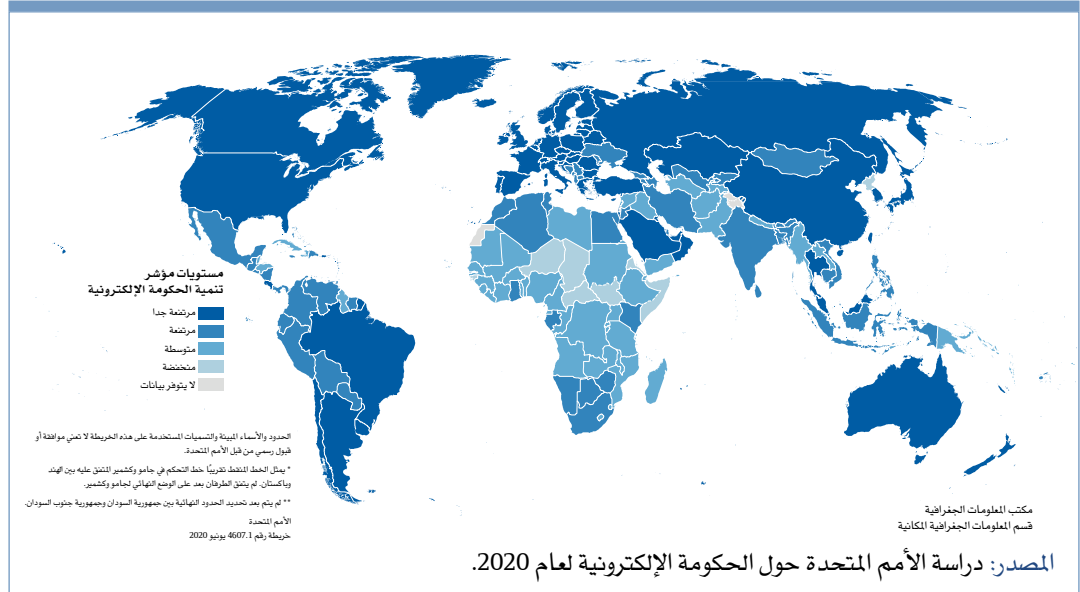 مستويات مؤشر
تنمية الحكومة الإلكترونية
مرتفعة جدا
مرتفعة
متوسطة
منخفضة
لا يتوفر بيانات
الحدود والأسماء المبينة والتسميات المستخدمة على هذه الخريطة لا تعني موافقة أو
قبول رسمي من قبل الأمم المتحدة.
* يمثل الخط المنقط تقريبًا خط التحكم في جامو وكشمير المتفق عليه بين الهند
وباكستان. لم يتفق الطرفان بعد على الوضع النهائي لجامو وكشمير.
** لم يتم بعد تحديد الحدود النهائية بين جمهورية السودان وجمهورية جنوب السودان.
الأمم المتحدة
خريطة رقم 4607.1 يونيو 2020
مكتب المعلومات الجغرافية
قسم المعلومات الجغرافية المكانية
المصدر: دراسة الأمم المتحدة حول الحكومة الإلكترونية لعام 2020.